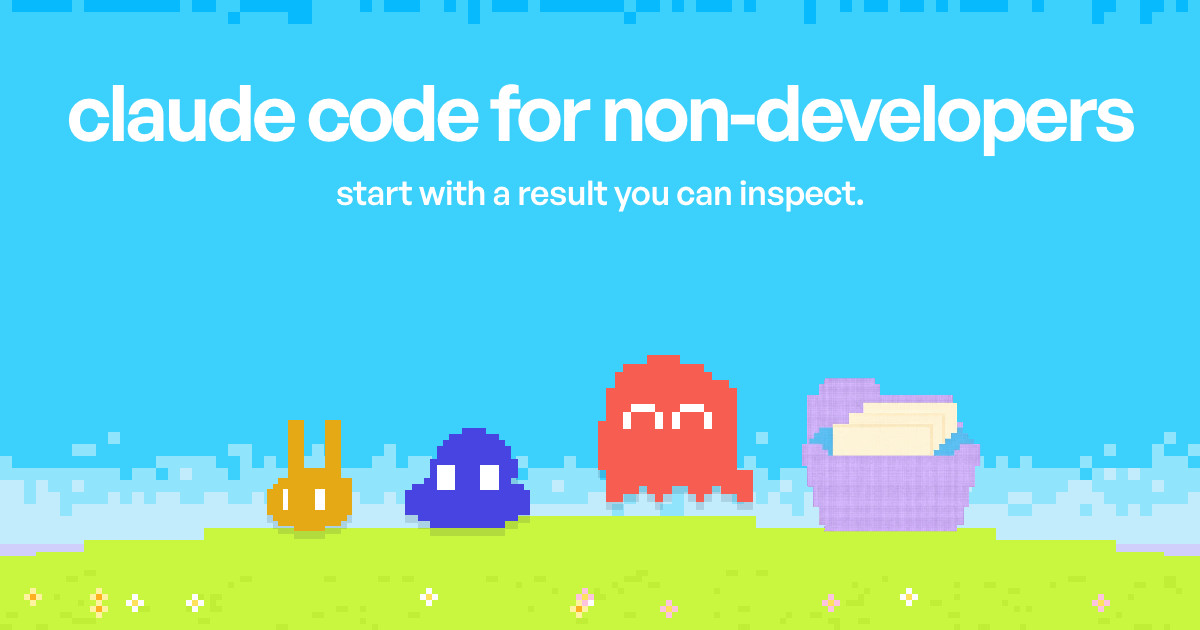 claude code for non-developers
start with a result you can inspect.